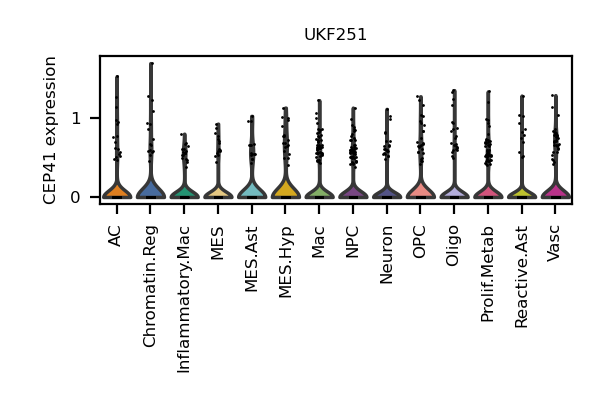 UKF251
CEP41 expression
1
0
AC
Chromatin.Reg
Inflammatory.Mac
MES
MES.Ast
MES.Hyp
Mac
NPC
Neuron
OPC
Oligo
Prolif.Metab
Reactive.Ast
Vasc